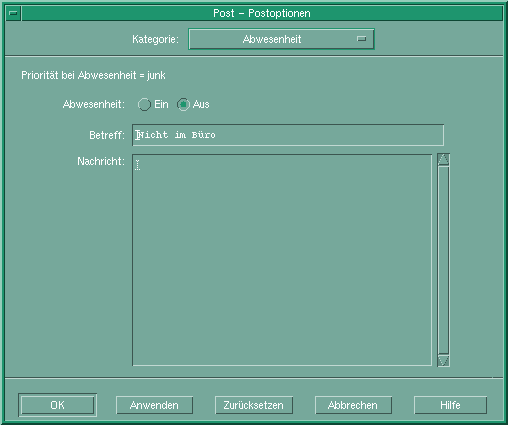 Post - Postoptionen
Kategorie: Abwesenheit
Priorität bei Abwesenheit = junk
Abwesenheit: Ein Aus
Betreff: Nicht im Büro
Nachricht:
OK Anwenden Zurücksetzen Abbrechen Hilfe